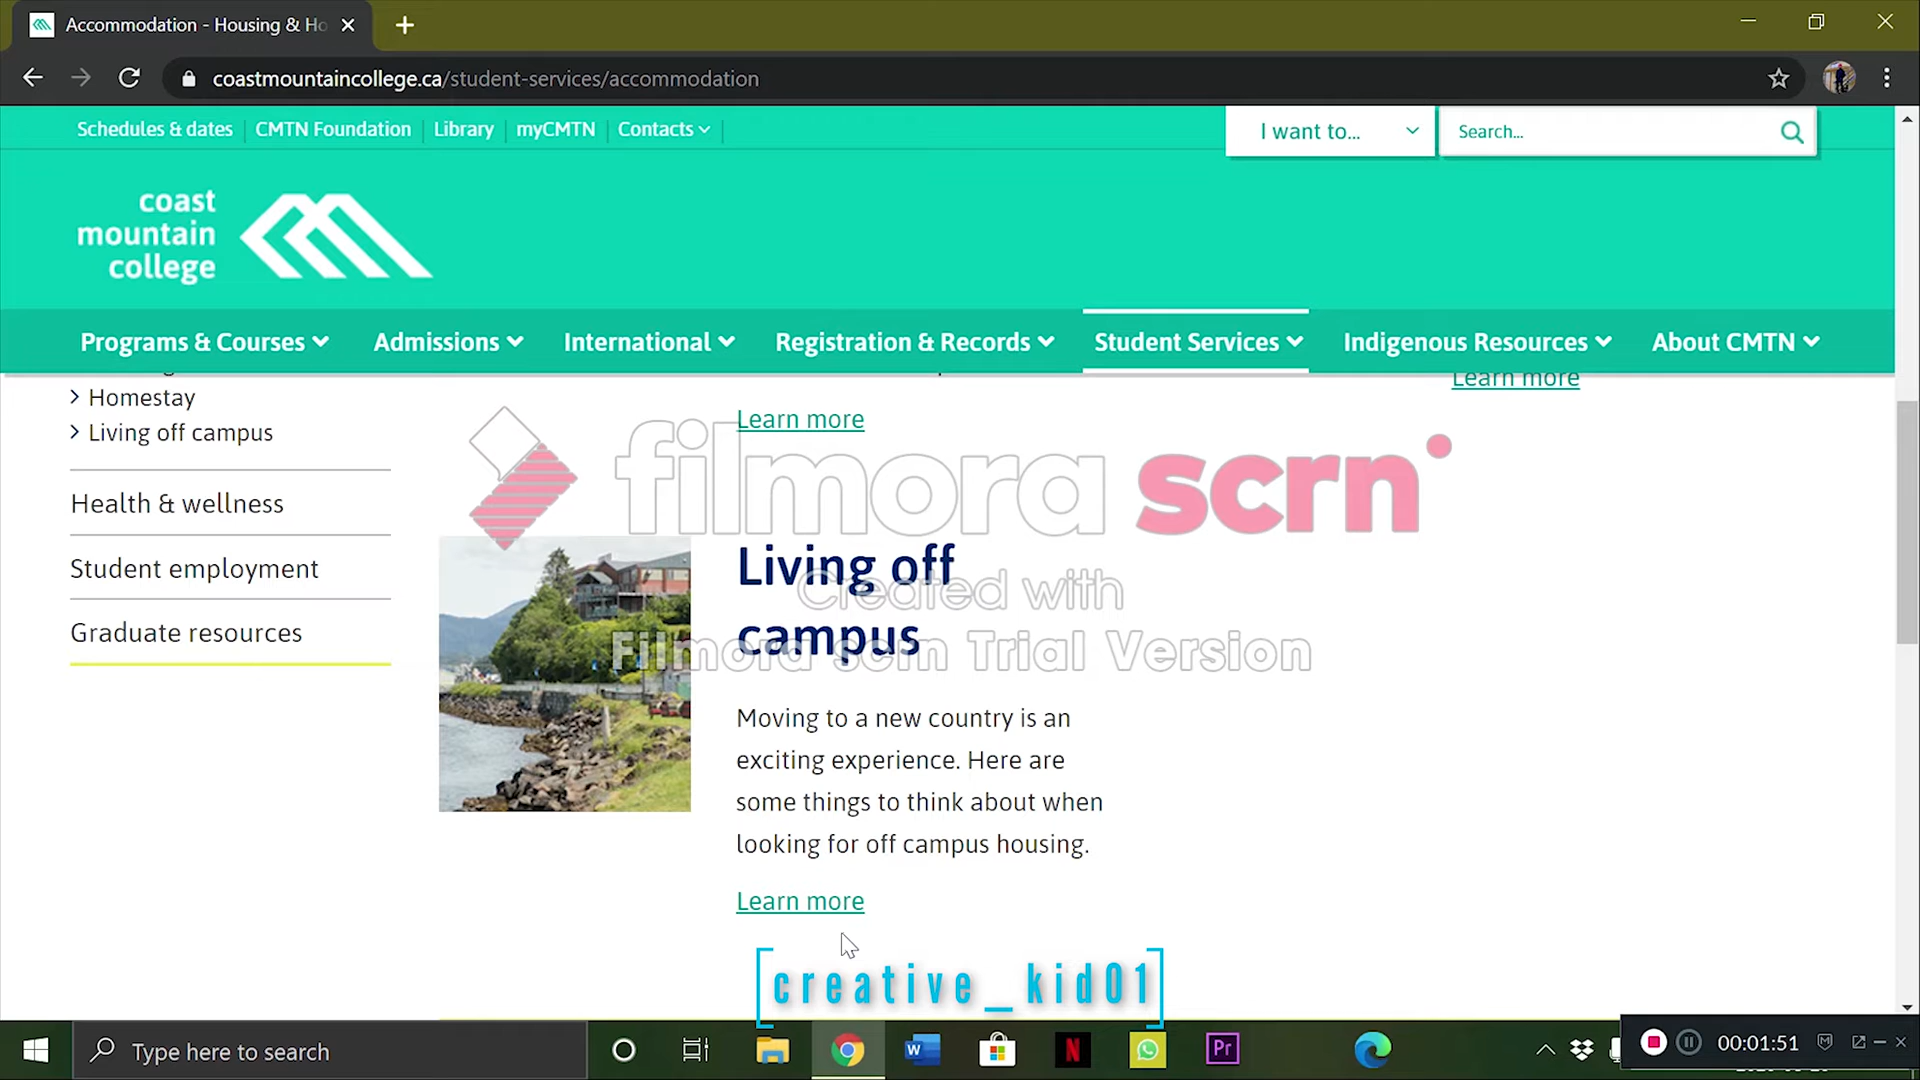 Accommodation - Housing & Ho
coastmountaincollege.ca/student-services/accommodation
Schedules & dates
CMTN Foundation
Library
myCMTN
Contacts
I want to...
Search...
coast
mountain
college
Programs & Courses
Admissions
International
Registration & Records
Student Services
Indigenous Resources
About CMTN
Homestay
Living off campus
Health & wellness
Student employment
Graduate resources
Learn more
Learn more
filmora scrn
Created with
Filmora scrn Trial Version
Living off
campus
Moving to a new country is an
exciting experience. Here are
some things to think about when
looking for off campus housing.
Learn more
creative_kid01
Type here to search
W
N
Pr
00:01:51